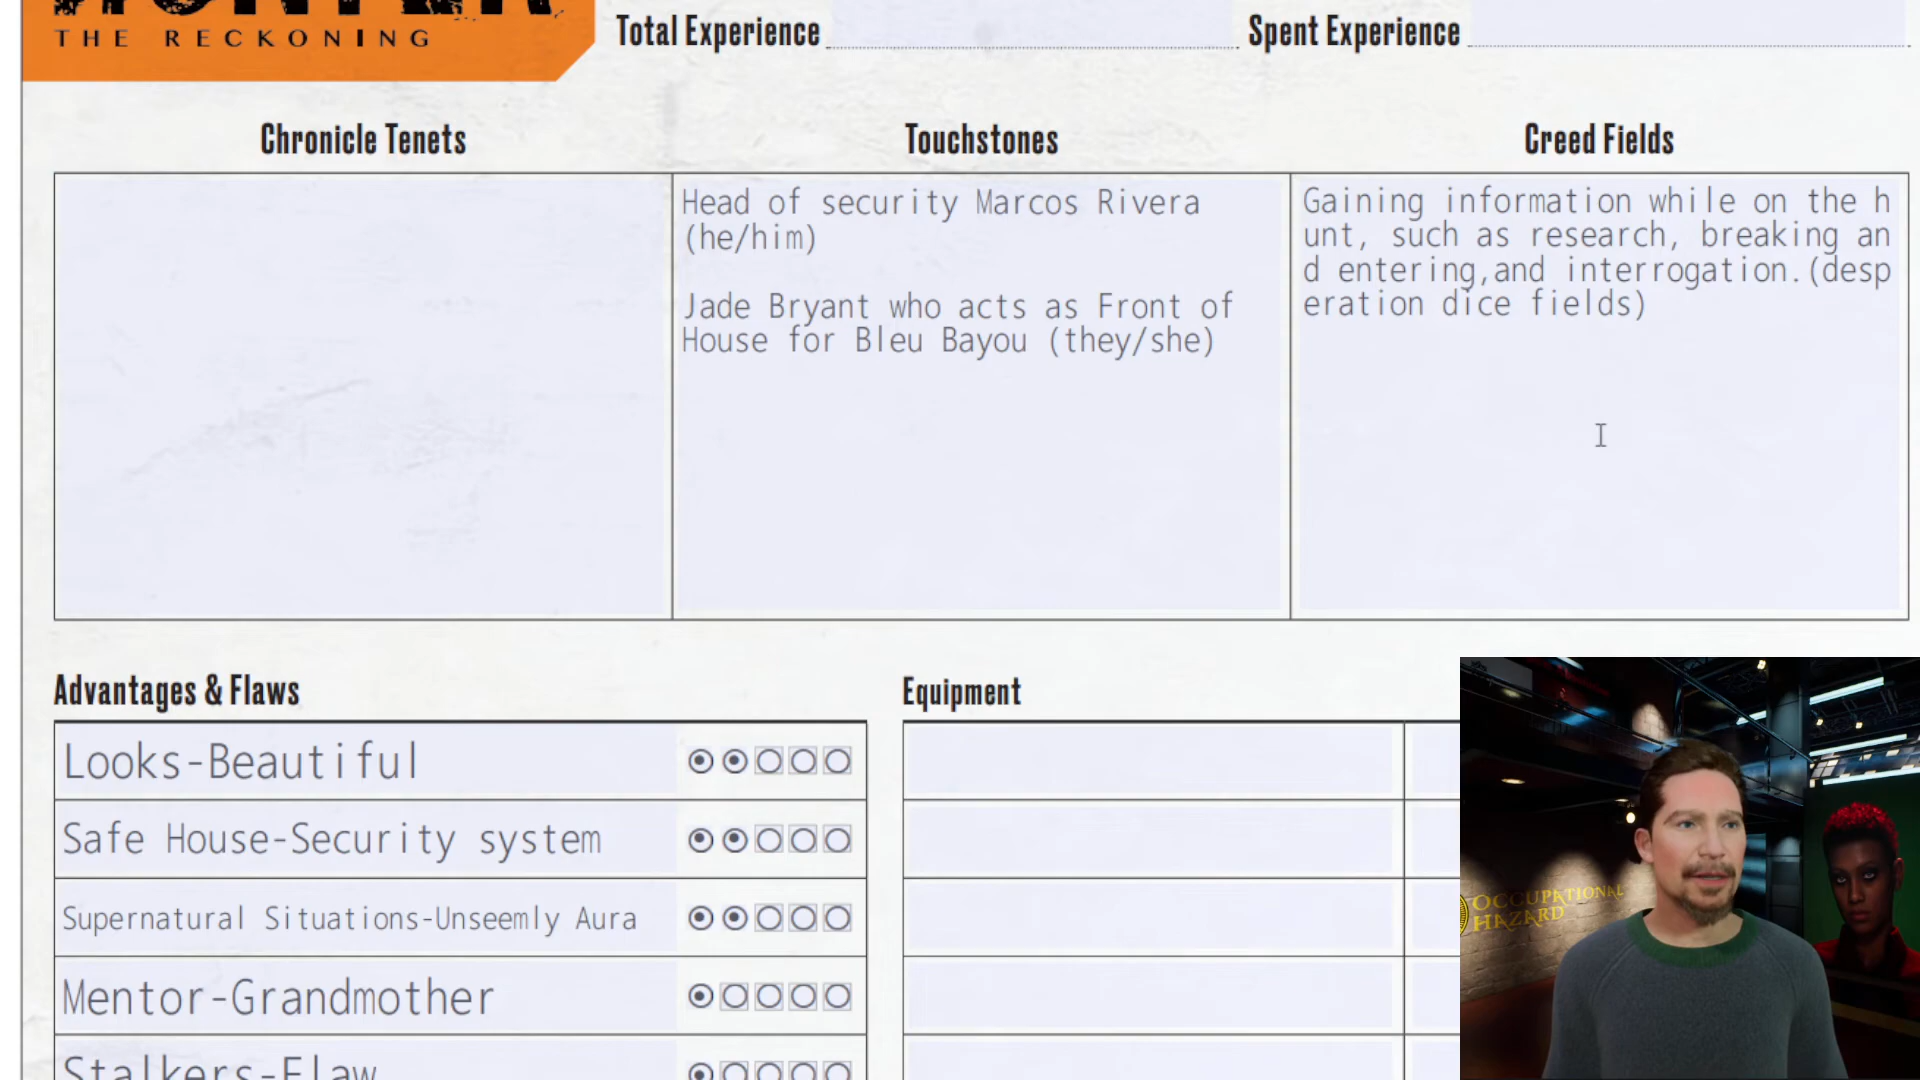 HUNTER
THE RECKONING
Total Experience
Spent Experience
Chronicle Tenets
Touchstones
Creed Fields
Head of security Marcos Rivera
(he/him)
Jade Bryant who acts as Front of
House for Bleu Bayou (they/she)
Gaining information while on the h
unt, such as research, breaking an
d entering,and interrogation.(desp
eration dice fields)
Advantages & Flaws
Equipment
Looks-Beautiful
Safe House-Security system
Supernatural Situations-Unseemly Aura
Mentor-Grandmother
Stalkers-Flaw
OCCUPATIONAL
HAZARD